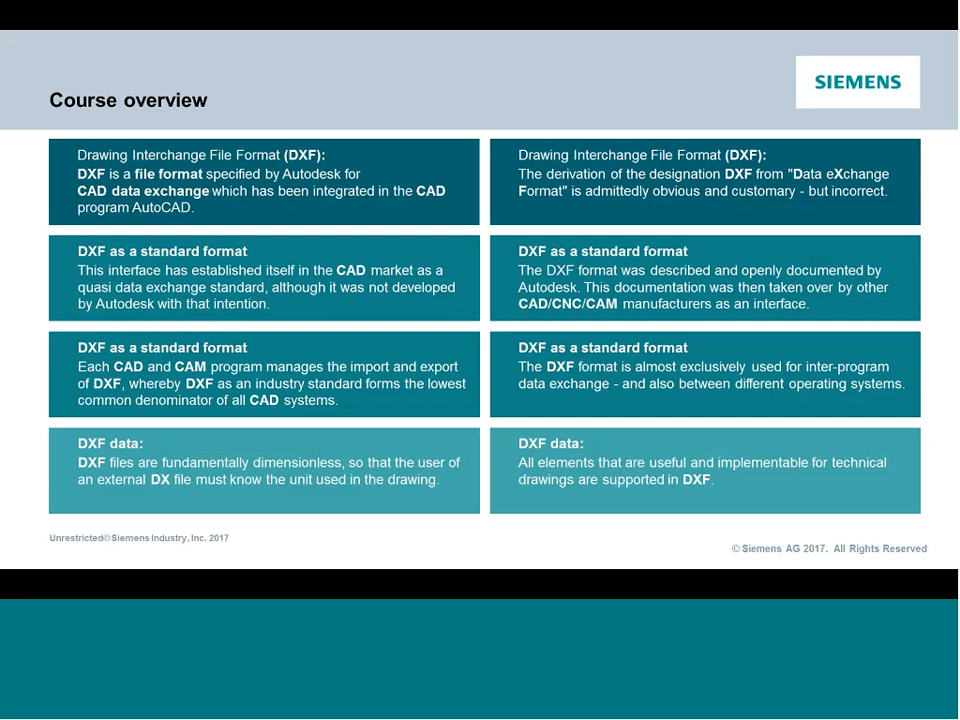 SIEMENS
Course overview
Drawing Interchange File Format (DXF):
DXF is a file format specified by Autodesk for
CAD data exchange which has been integrated in the CAD
program AutoCAD.
Drawing Interchange File Format (DXF):
The derivation of the designation DXF from "Data eXchange
Format" is admittedly obvious and customary - but incorrect.
DXF as a standard format
This interface has established itself in the CAD market as a
quasi data exchange standard, although it was not developed
by Autodesk with that intention.
DXF as a standard format
The DXF format was described and openly documented by
Autodesk. This documentation was then taken over by other
CAD/CNC/CAM manufacturers as an interface.
DXF as a standard format
Each CAD and CAM program manages the import and export
of DXF, whereby DXF as an industry standard forms the lowest
common denominator of all CAD systems.
DXF as a standard format
The DXF format is almost exclusively used for inter-program
data exchange - and also between different operating systems.
DXF data:
DXF files are fundamentally dimensionless, so that the user of
an external DX file must know the unit used in the drawing.
DXF data:
All elements that are useful and implementable for technical
drawings are supported in DXF.
Unrestricted© Siemens Industry, Inc. 2017
© Siemens AG 2017. All Rights Reserved